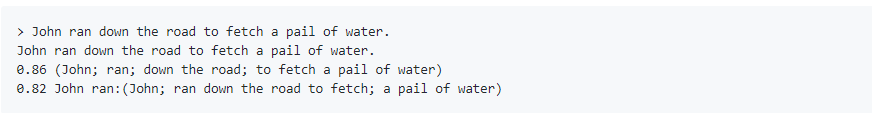 > John ran down the road to fetch a pail of water.
John ran down the road to fetch a pail of water.
0.86 (John; ran; down the road; to fetch a pail of water)
0.82 John ran:(John; ran down the road to fetch; a pail of water)